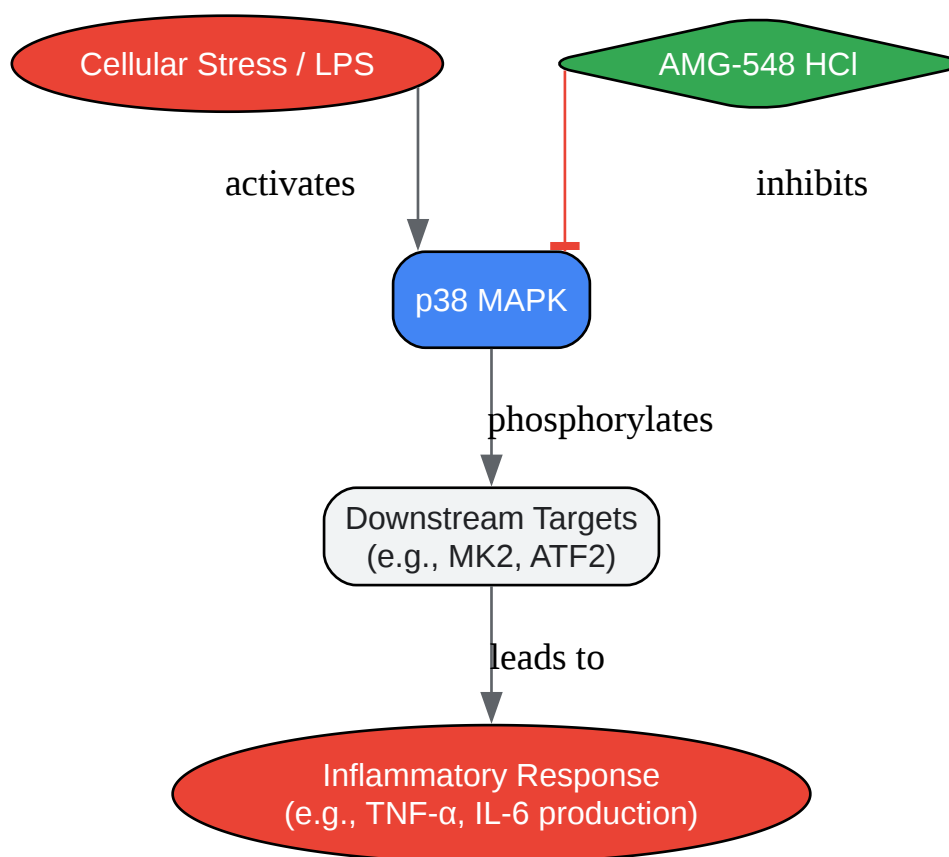 Cellular Stress / LPS
AMG-548 HCl
activates
inhibits
p38 MAPK
phosphorylates
Downstream Targets
(e.g., MK2, ATF2)
leads to
Inflammatory Response
(e.g., TNF-α, IL-6 production)